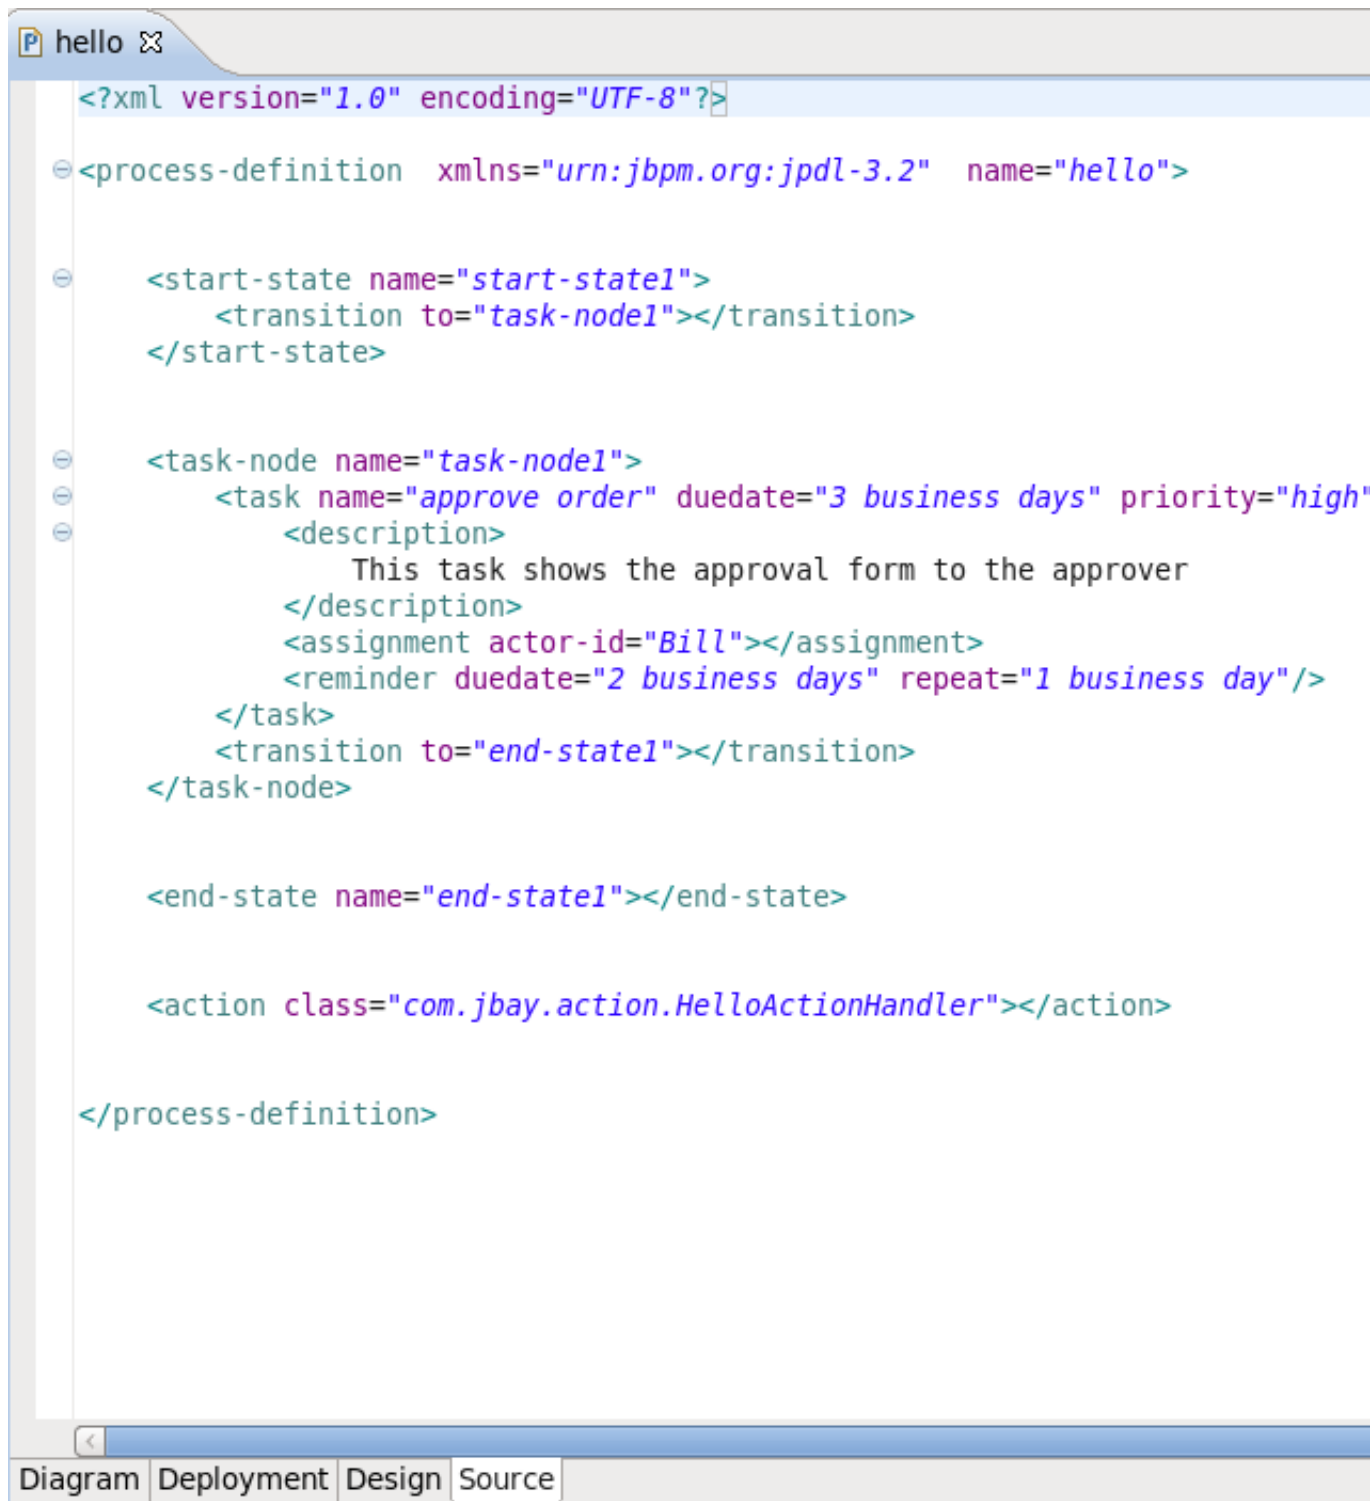 hello
<?xml version="1.0" encoding="UTF-8"?>
<process-definition  xmlns="urn:jbpm.org:jpdl-3.2"  name="hello">
<start-state name="start-state1">
<transition to="task-node1"></transition>
</start-state>
<task-node name="task-node1">
<task name="approve order" duedate="3 business days" priority="high"
<description>
This task shows the approval form to the approver
</description>
<assignment actor-id="Bill"></assignment>
<reminder duedate="2 business days" repeat="1 business day"/>
</task>
<transition to="end-state1"></transition>
</task-node>
<end-state name="end-state1"></end-state>
<action class="com.jbay.action.HelloActionHandler"></action>
</process-definition>
Diagram Deployment Design Source